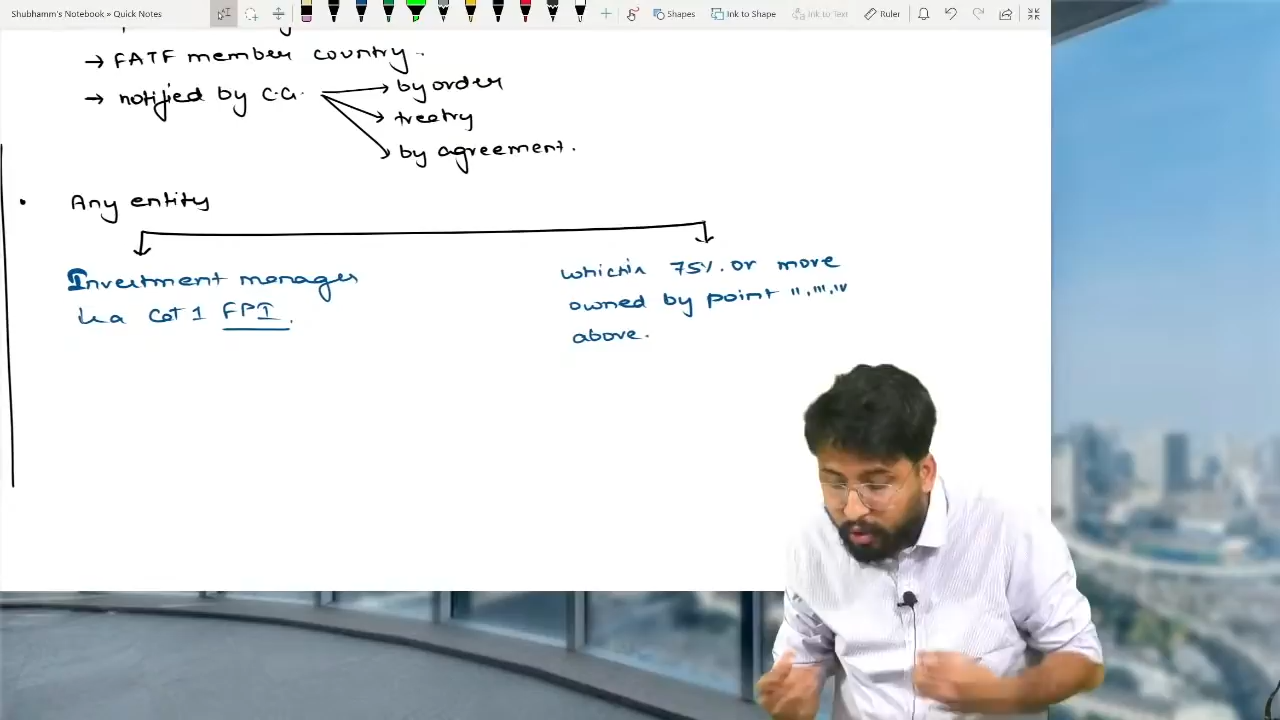 Shubhamm's Notebook » Quick Notes
Shapes Ink to Shape Ink to Text Ruler
→ FATF member country.
→ notified by C.G. → by order
→ treetry
→ by agreement.
• Any entity
Investment manager
is a Cat 1 FPI.
which is 75% or more
owned by point ii, iii, iv
above.